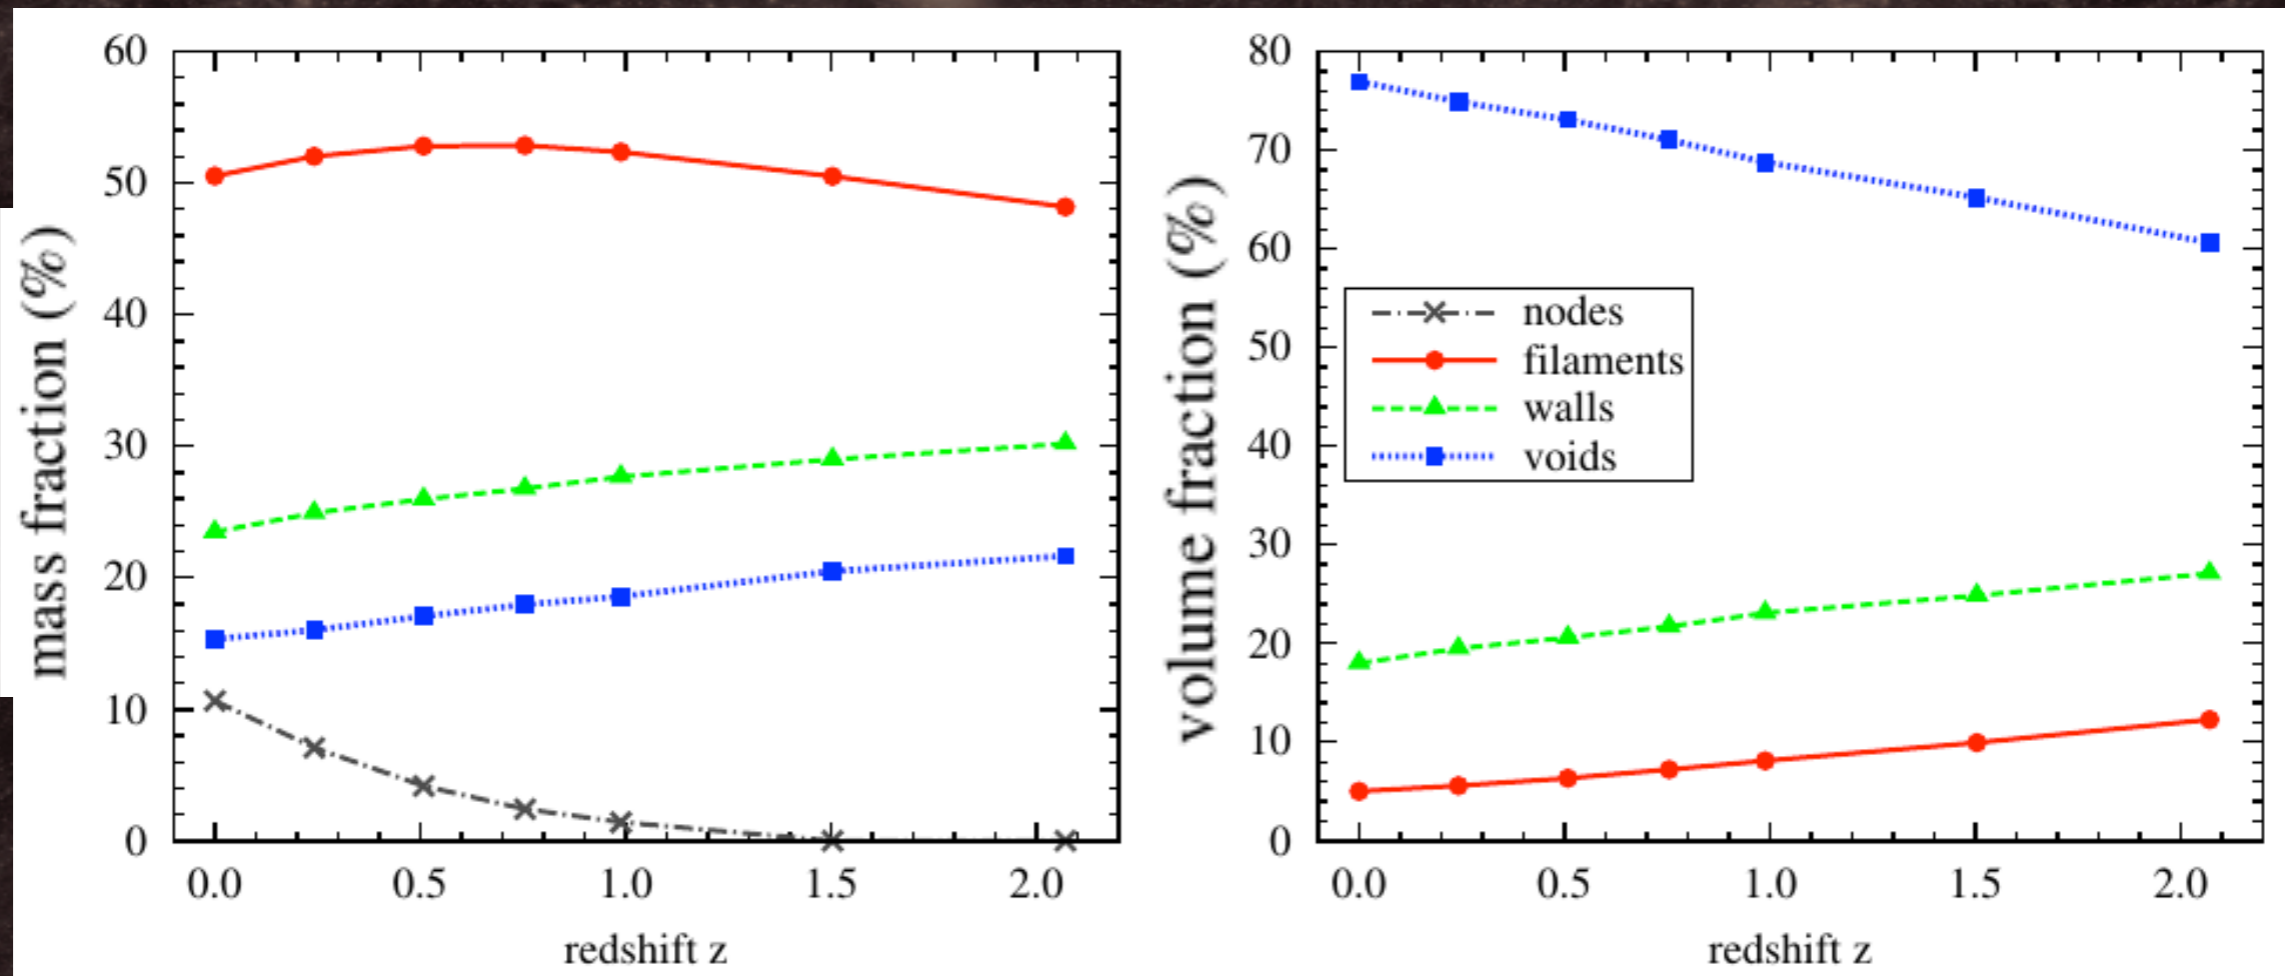 60
50
40
30
20
10
0
mass fraction (%)
0.0 0.5 1.0 1.5 2.0
redshift z
80
70
60
50
40
30
20
10
0
volume fraction (%)
nodes
filaments
walls
voids
0.0 0.5 1.0 1.5 2.0
redshift z